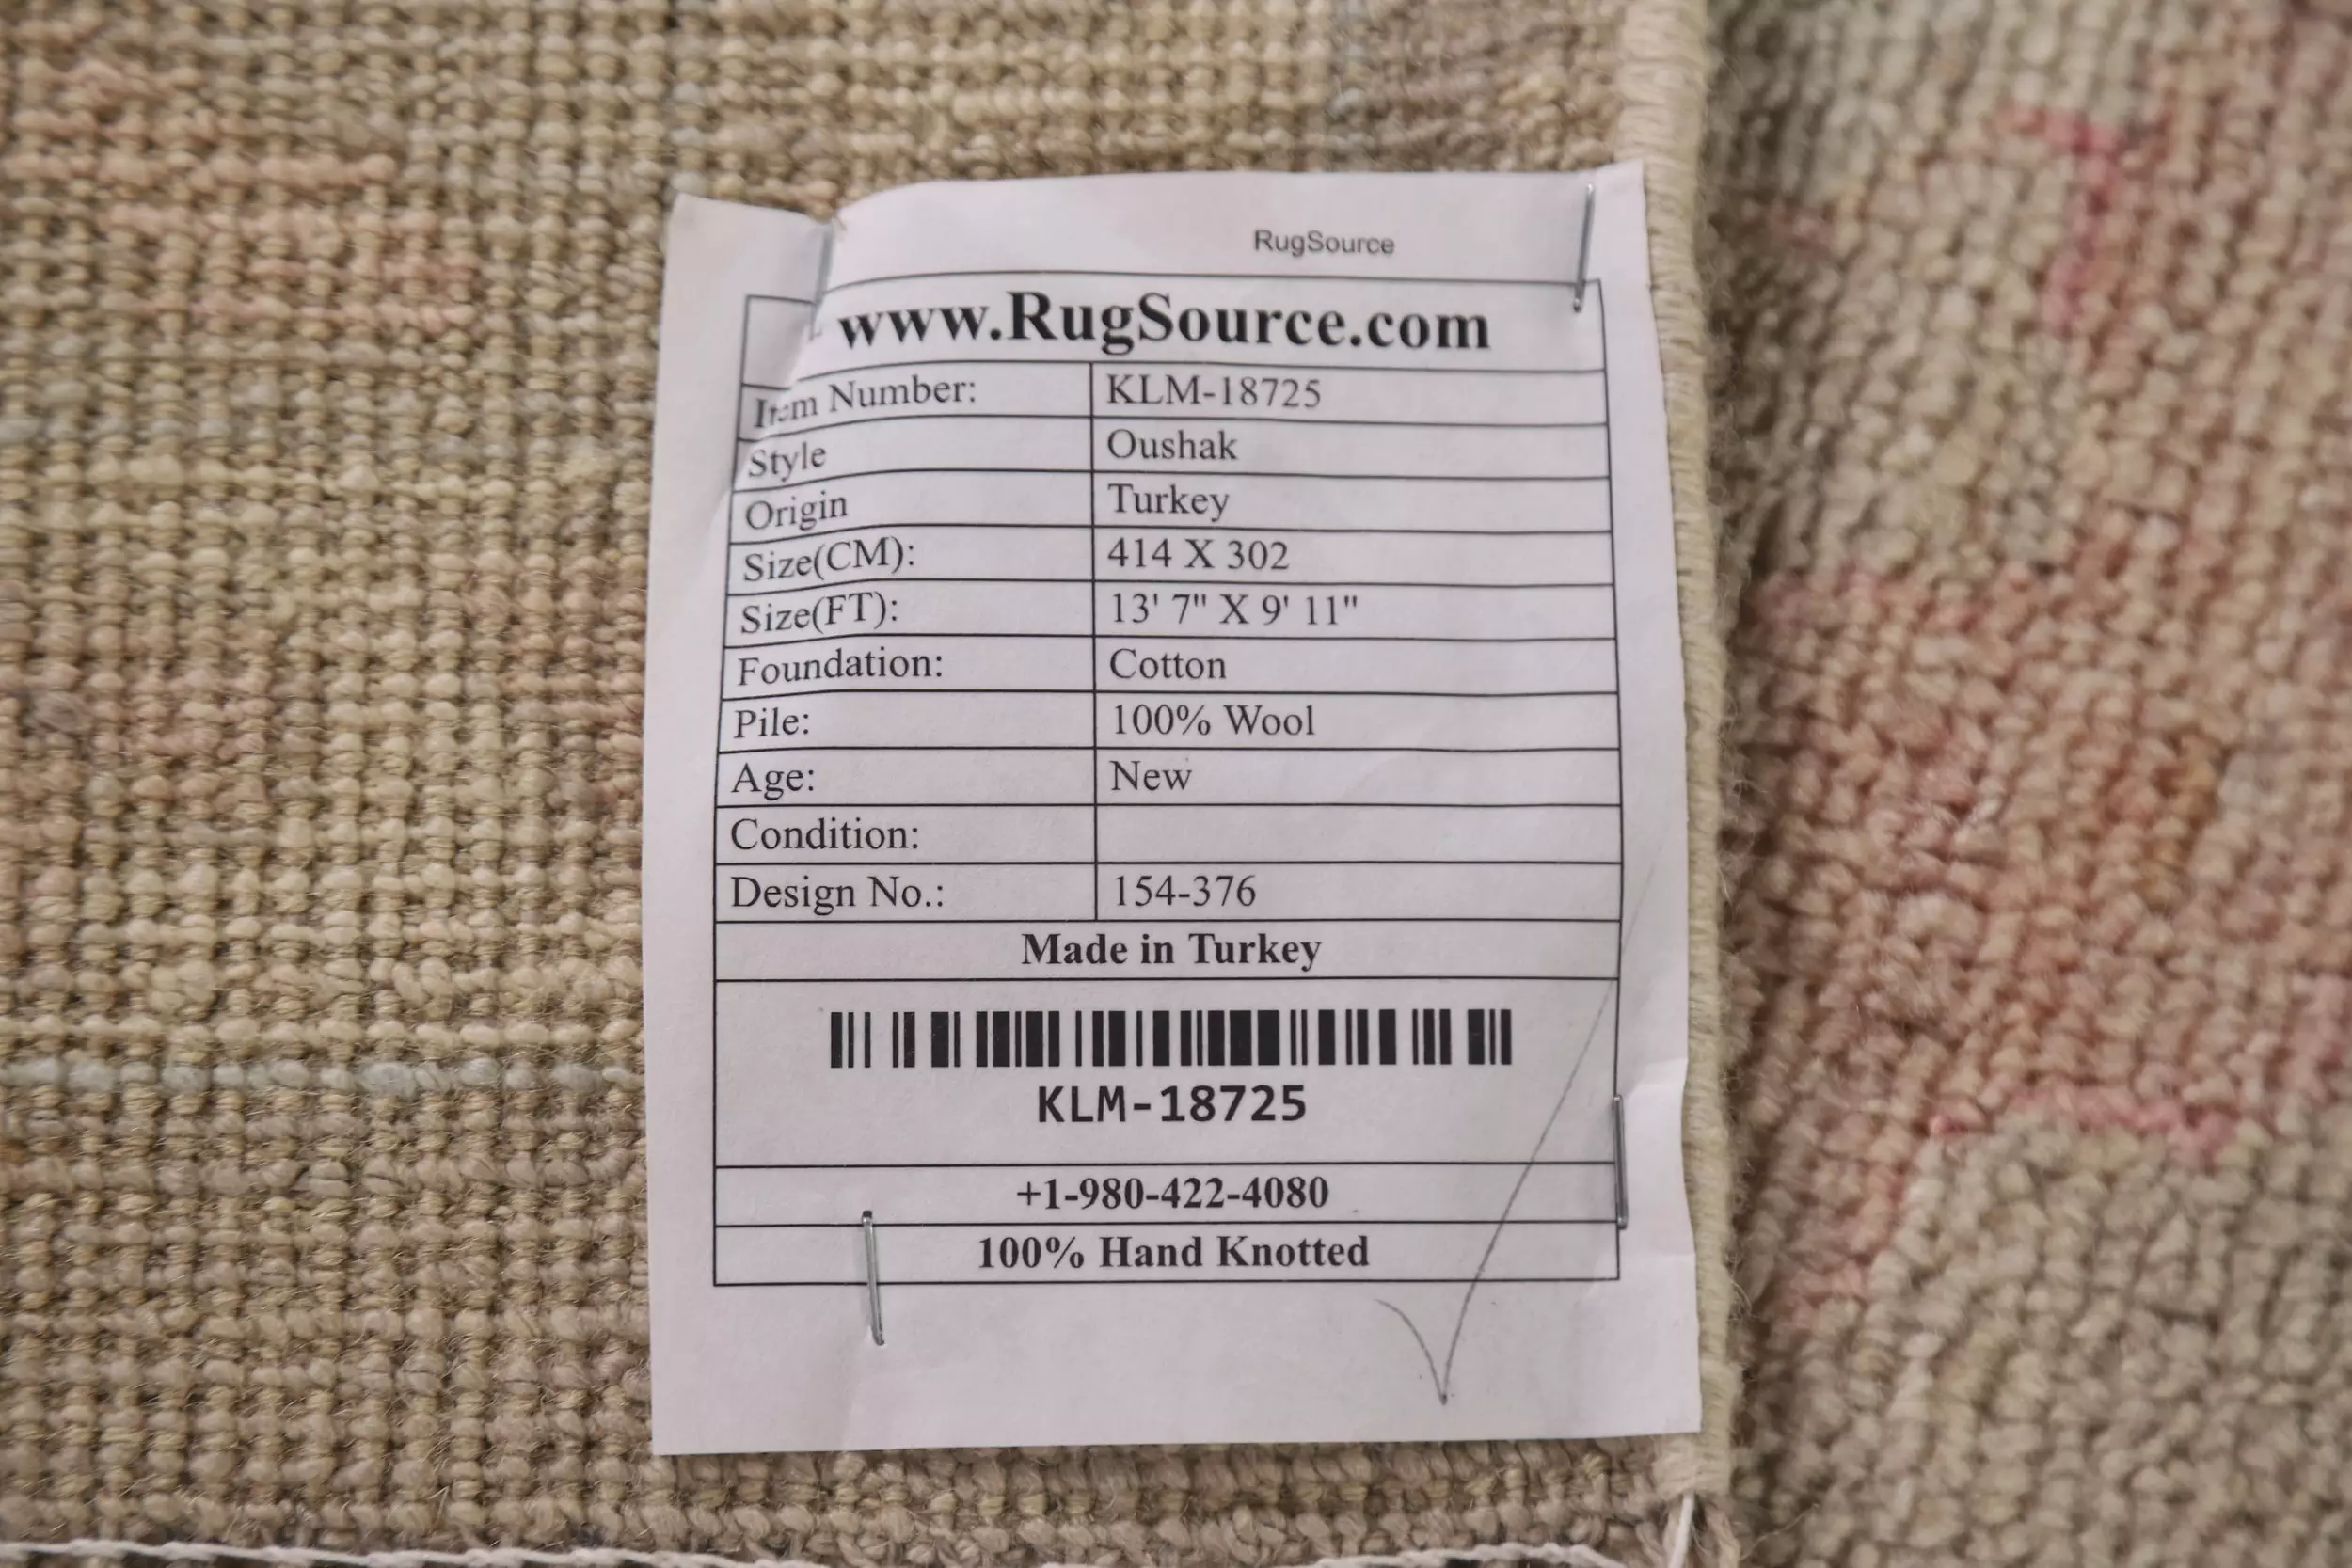 RugSource
www.RugSource.com
Item Number: KLM-18725
Style Oushak
Origin Turkey
Size(CM): 414 X 302
Size(FT): 13' 7" X 9' 11"
Foundation: Cotton
Pile: 100% Wool
Age: New
Condition:
Design No.: 154-376
Made in Turkey
KLM-18725
+1-980-422-4080
100% Hand Knotted